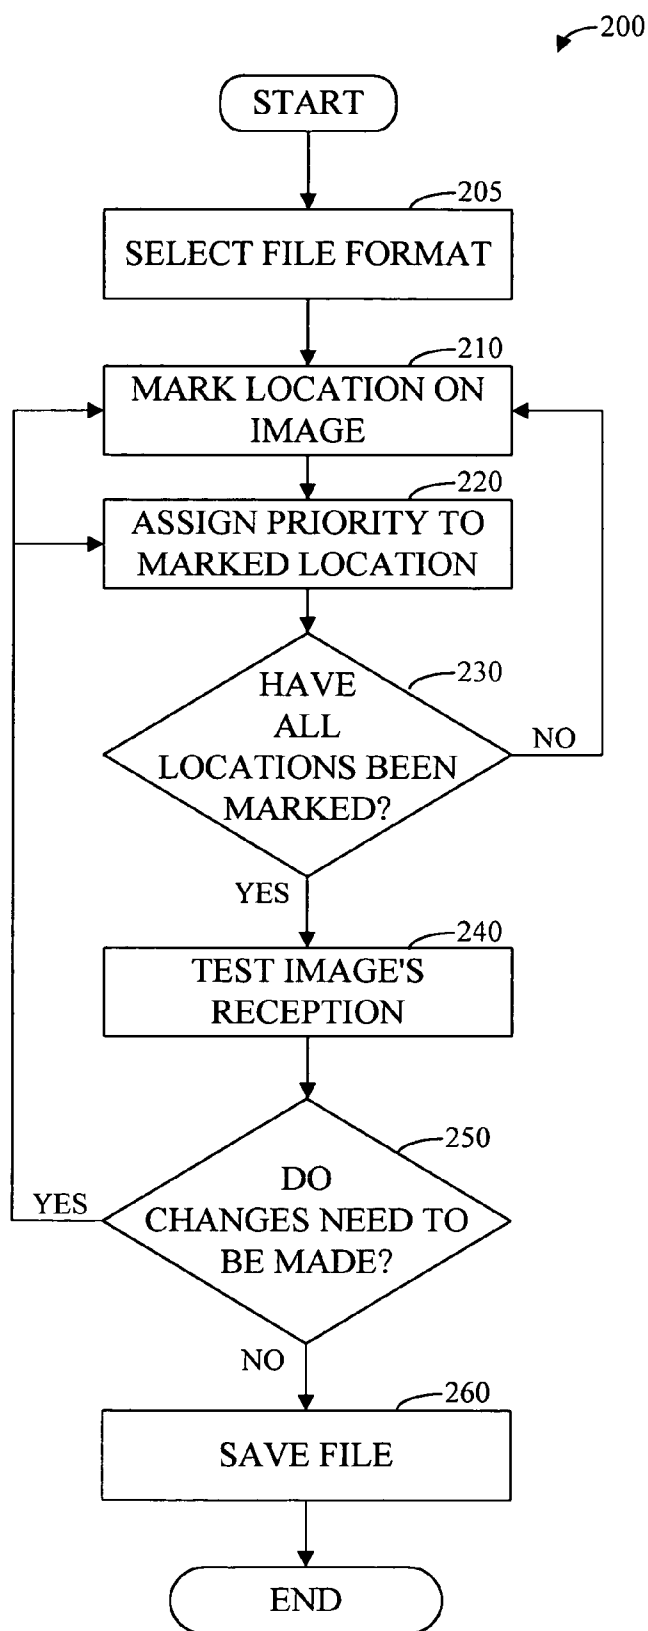 200
START
205
SELECT FILE FORMAT
210
MARK LOCATION ON
IMAGE
220
ASSIGN PRIORITY TO
MARKED LOCATION
230
HAVE
ALL
LOCATIONS BEEN
MARKED?
NO
YES
240
TEST IMAGE'S
RECEPTION
250
DO
CHANGES NEED TO
BE MADE?
YES
NO
260
SAVE FILE
END